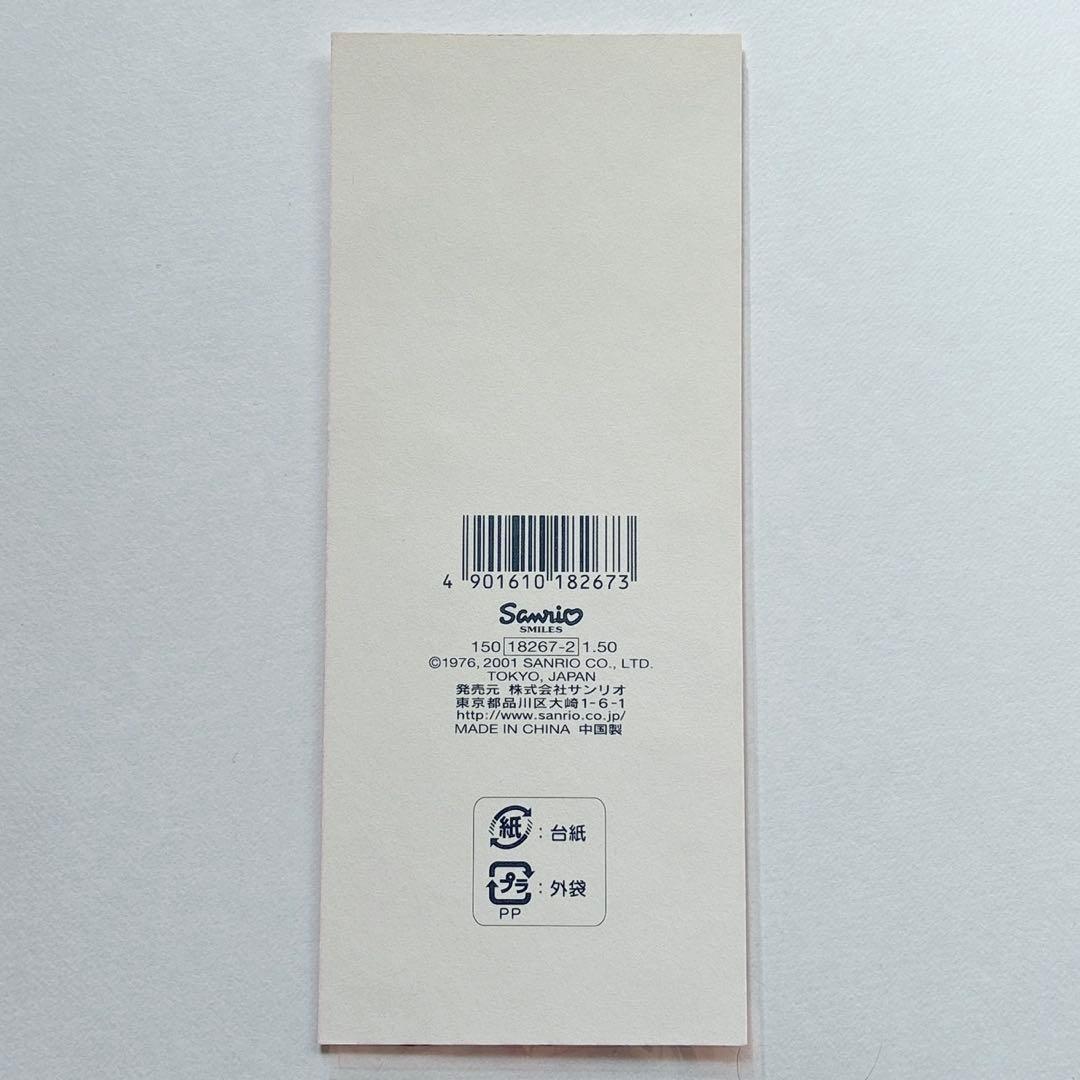 4 901610 182673
Sanrio
SMILES
150 18267-2 1.50
©1976, 2001 SANRIO CO., LTD.
TOKYO, JAPAN
発売元 株式会社サンリオ
東京都品川区大崎1-6-1
http://www.sanrio.co.jp/
MADE IN CHINA 中国製
紙 : 台紙
プラ : 外袋
PP